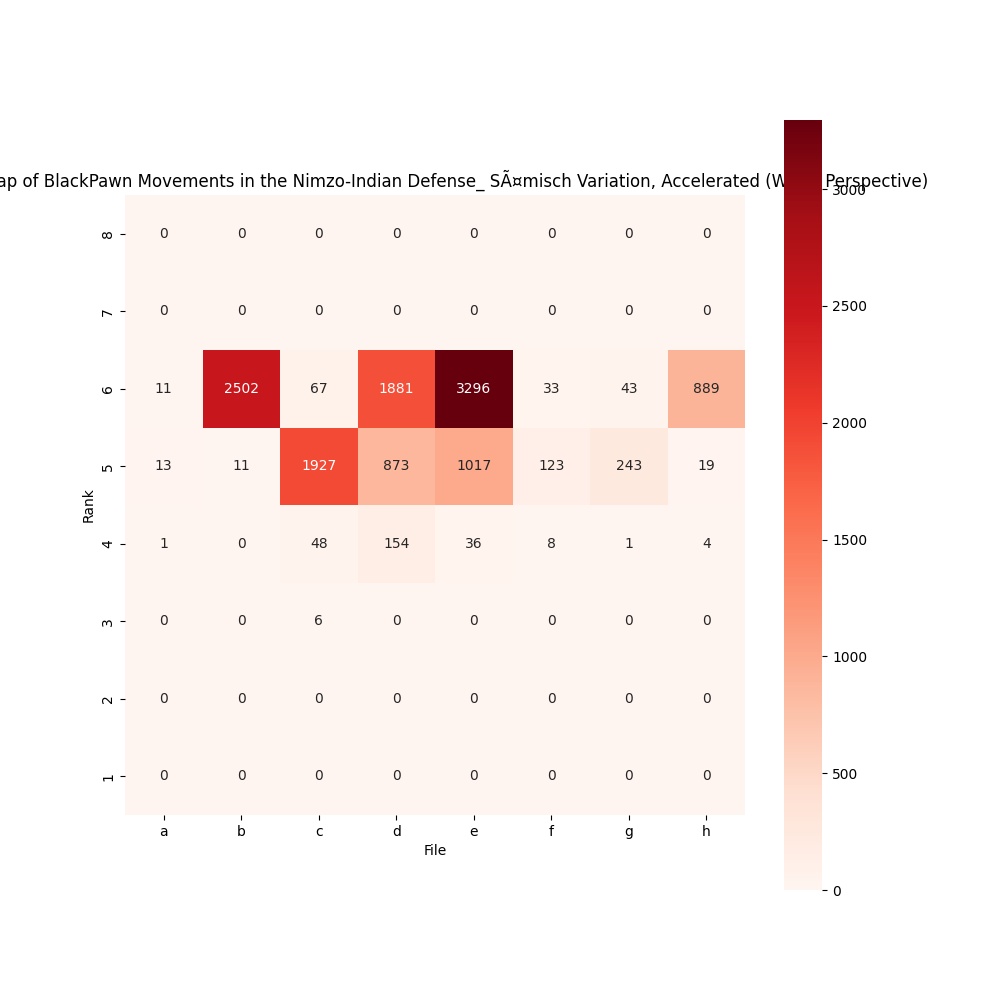 ap of BlackPawn Movements in the Nimzo-Indian Defense_ SÃ¤misch Variation, Accelerated (W Perspective)
3000
8 0 0 0 0 0 0 0 0
7 0 0 0 0 0 0 0 0
2500
6 11 2502 67 1881 3296 33 43 889
2000
5 13 11 1927 873 1017 123 243 19
Rank
1500
4 1 0 48 154 36 8 1 4
3 0 0 6 0 0 0 0 0
1000
2 0 0 0 0 0 0 0 0
1 0 0 0 0 0 0 0 0
500
a b c d e f g h
File
0